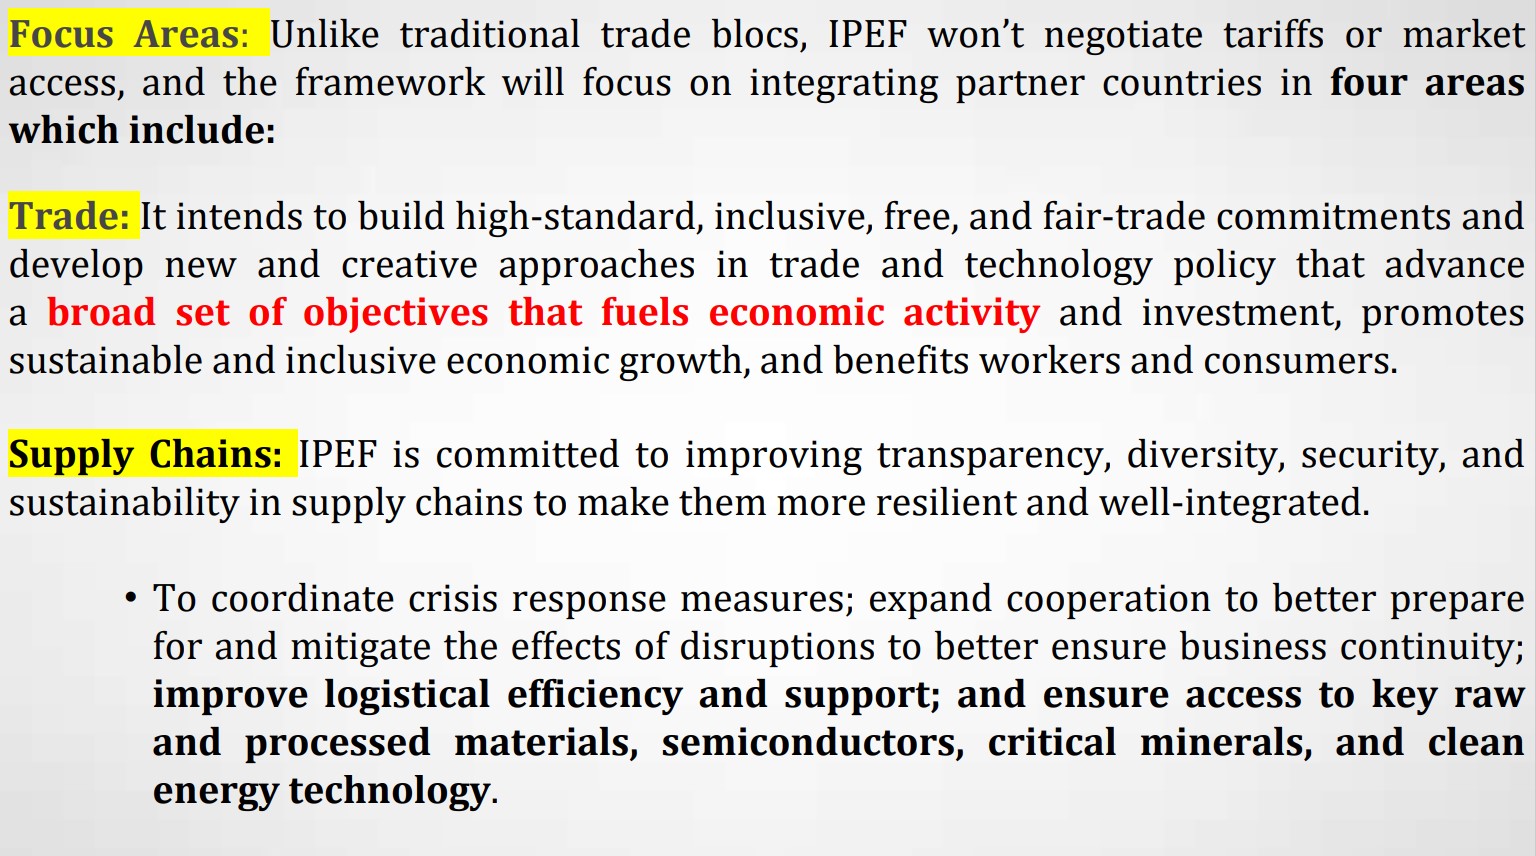 Focus Areas: Unlike traditional trade blocs, IPEF won’t negotiate tariffs or market
access, and the framework will focus on integrating partner countries in four areas
which include:
Trade: It intends to build high-standard, inclusive, free, and fair-trade commitments and
develop new and creative approaches in trade and technology policy that advance
a broad set of objectives that fuels economic activity and investment, promotes
sustainable and inclusive economic growth, and benefits workers and consumers.
Supply Chains: IPEF is committed to improving transparency, diversity, security, and
sustainability in supply chains to make them more resilient and well-integrated.
• To coordinate crisis response measures; expand cooperation to better prepare
for and mitigate the effects of disruptions to better ensure business continuity;
improve logistical efficiency and support; and ensure access to key raw
and processed materials, semiconductors, critical minerals, and clean
energy technology.